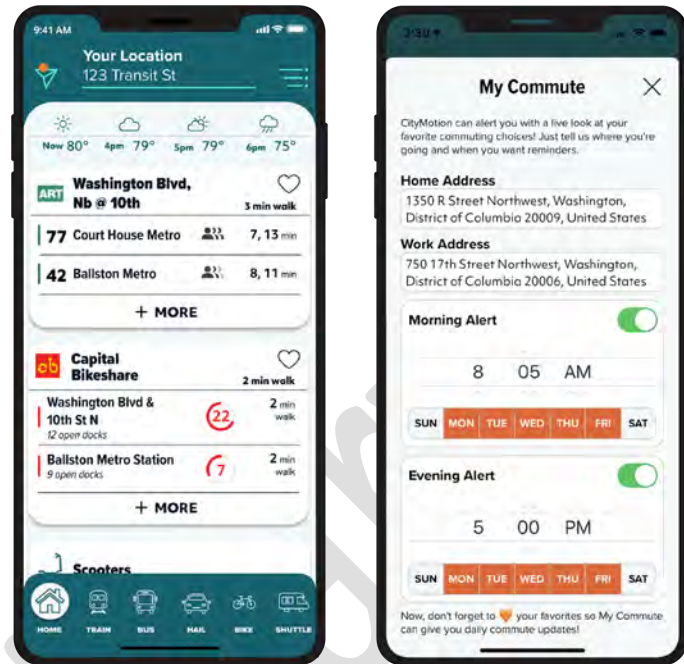 9:41 AM
Your Location
123 Transit St
Now 80° 4pm 79° 5pm 79° 6pm 75°
ART
Washington Blvd,
Nb @ 10th
3 min walk
77 Court House Metro 7, 13 min
42 Ballston Metro 8, 11 min
+ MORE
cb
Capital
Bikeshare
2 min walk
Washington Blvd &
10th St N
12 open docks
22
2 min
walk
Ballston Metro Station
9 open docks
7
2 min
walk
+ MORE
Scooters
HOME TRAIN BUS HAIL BIKE SHUTTLE
My Commute
CityMotion can alert you with a live look at your
favorite commuting choices! Just tell us where you're
going and when you want reminders.
Home Address
1350 R Street Northwest, Washington,
District of Columbia 20009, United States
Work Address
750 17th Street Northwest, Washington,
District of Columbia 20006, United States
Morning Alert
8 05 AM
SUN MON TUE WED THU FRI SAT
Evening Alert
5 00 PM
SUN MON TUE WED THU FRI SAT
Now, don't forget to 🧡 your favorites so My Commute
can give you daily commute updates!